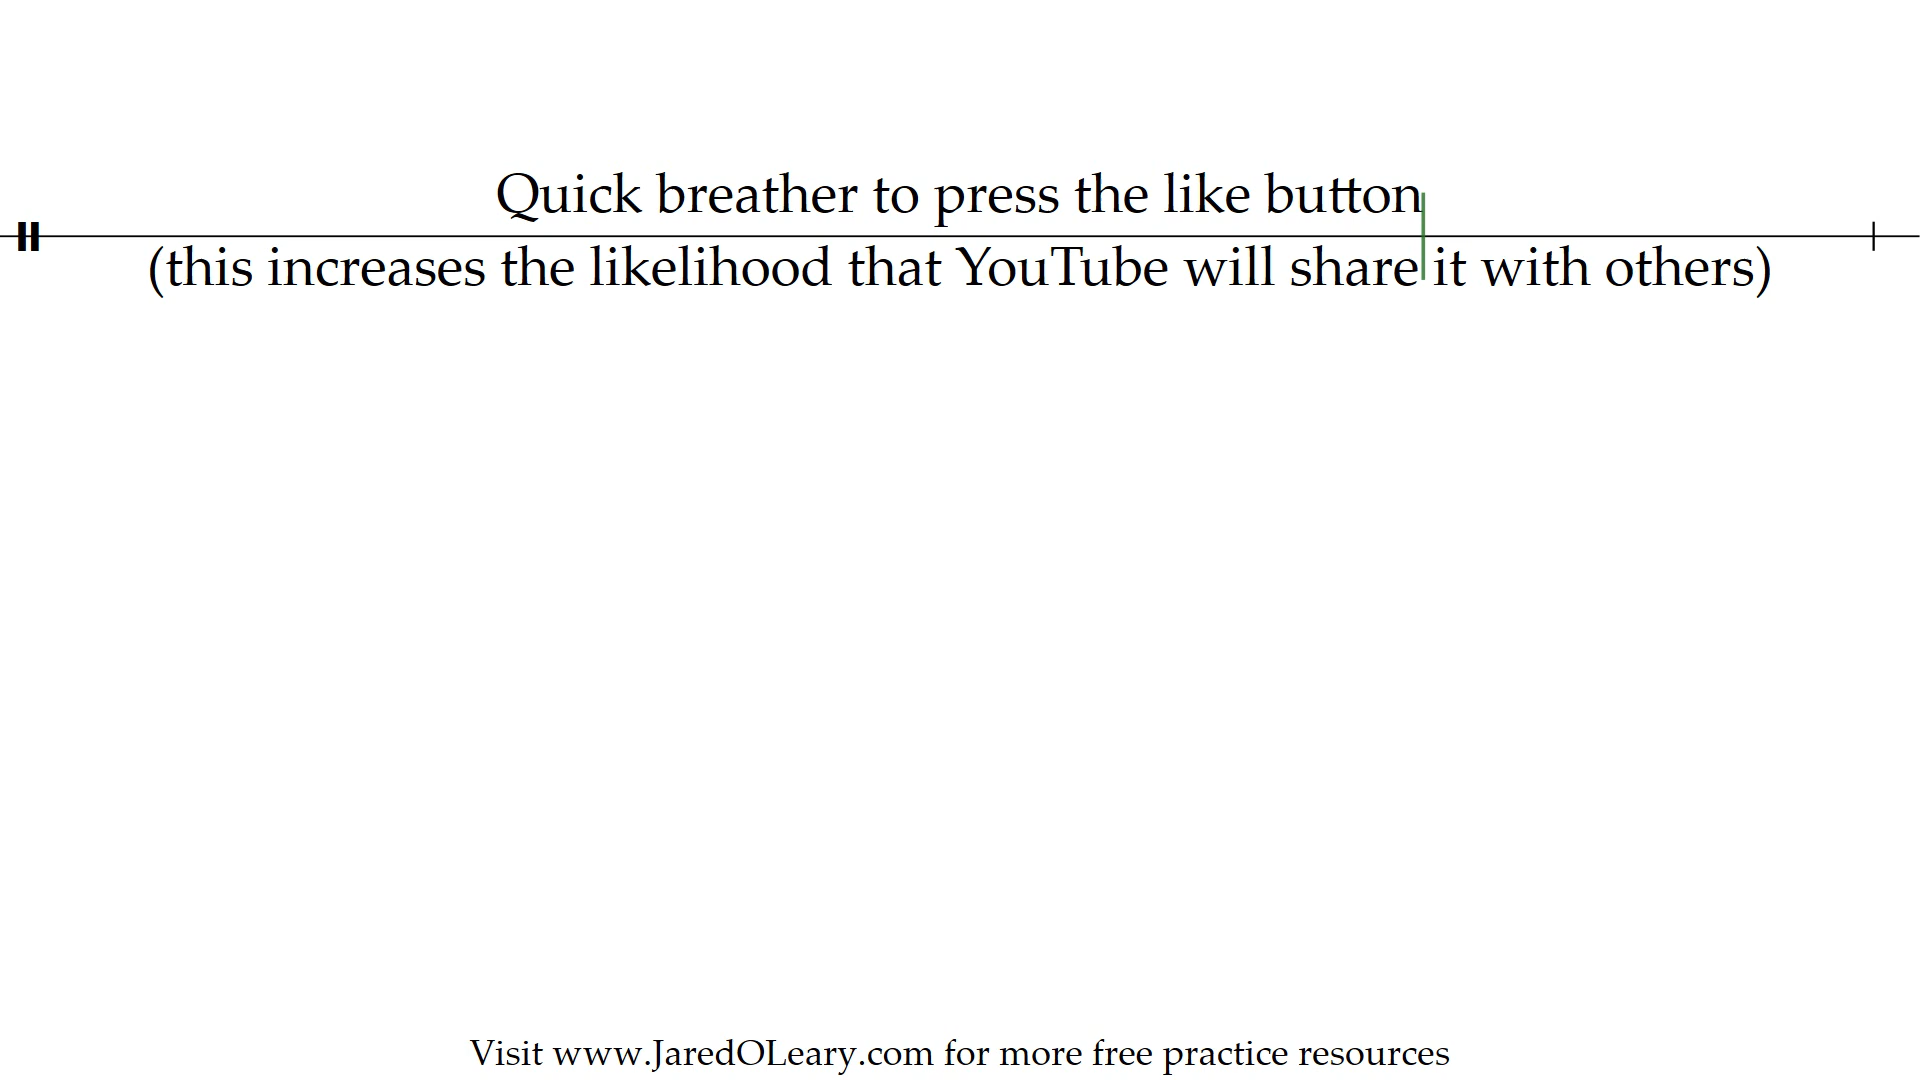 Quick breather to press the like button
(this increases the likelihood that YouTube will share it with others)
Visit www.JaredOLeary.com for more free practice resources